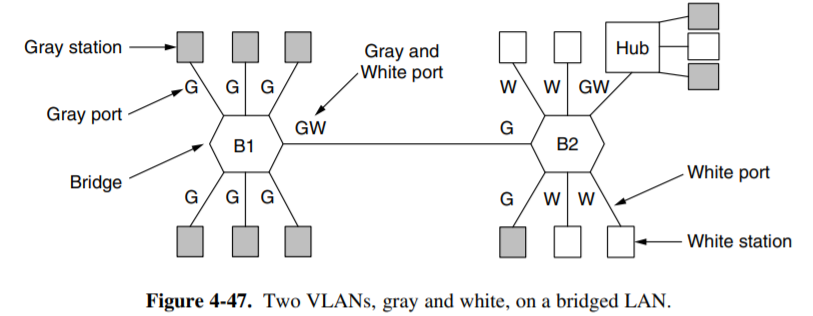 Gray station
Gray and
White port
Hub
G G G
W W GW
Gray port
GW
G
B1
B2
Bridge
White port
G G G
G W W
White station
Figure 4-47. Two VLANs, gray and white, on a bridged LAN.